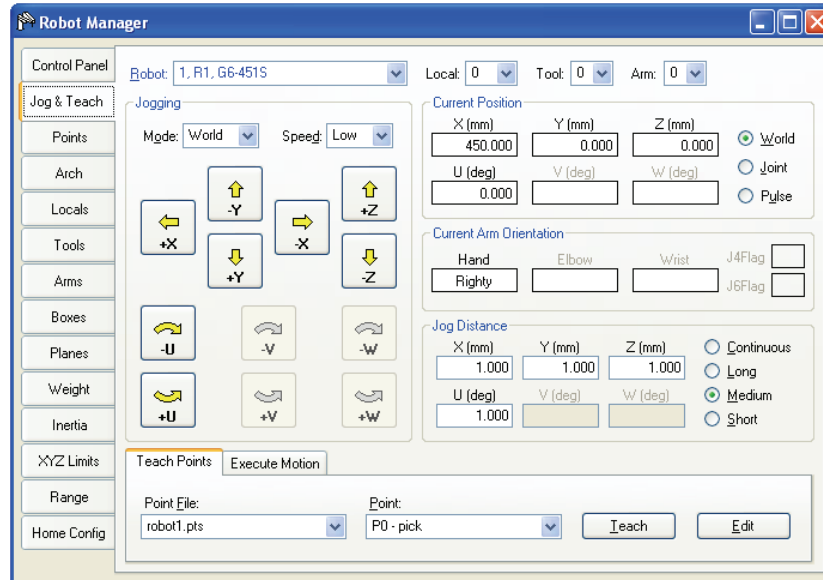 Robot Manager
Control Panel
Jog & Teach
Points
Arch
Locals
Tools
Arms
Boxes
Planes
Weight
Inertia
XYZ Limits
Range
Home Config
Robot: 1, R1, G6-451S
Local: 0 Tool: 0 Arm: 0
Jogging
Mode: World Speed: Low
-Y +Z
+X -X
+Y -Z
-U -V -W
+U +V +W
Current Position
X (mm) Y (mm) Z (mm)
450.000 0.000 0.000
U (deg) V (deg) W (deg)
0.000
World
Joint
Pulse
Current Arm Orientation
Hand Elbow Wrist J4Flag
Righty J6Flag
Jog Distance
X (mm) Y (mm) Z (mm)
1.000 1.000 1.000
U (deg) V (deg) W (deg)
1.000
Continuous
Long
Medium
Short
Teach Points Execute Motion
Point File: Point:
robot1.pts P0 - pick Teach Edit